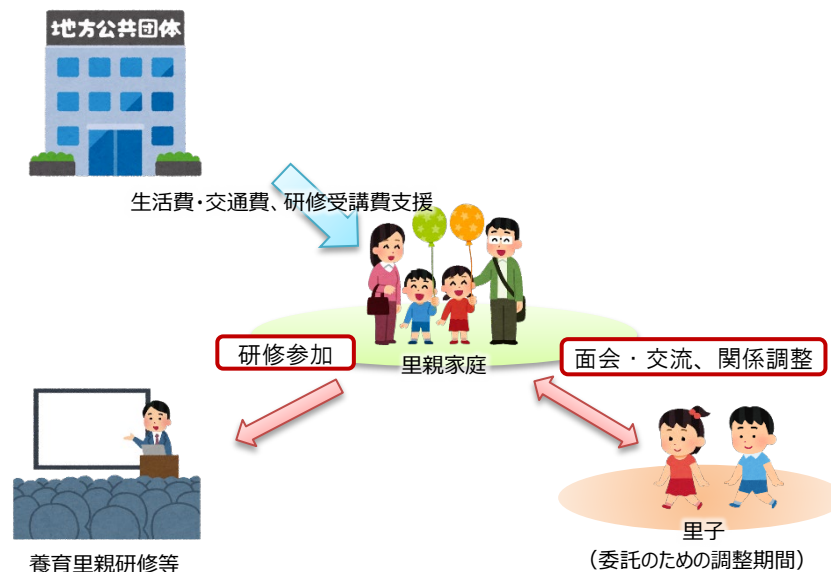 地方公共団体
生活費・交通費、研修受講費支援
研修参加
里親家庭
面会・交流、関係調整
里子
（委託のための調整期間）
養育里親研修等